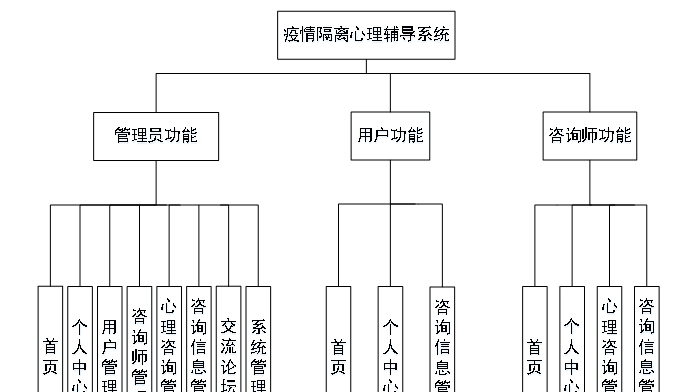 疫情隔离心理辅导系统
管理员功能
用户功能
咨询师功能
首页
个人中心
用户管理
咨询师管
心理咨询管
咨询信息管
交流论坛
系统管理
首页
个人中心
咨询信息管
首页
个人中心
心理咨询管
咨询信息管